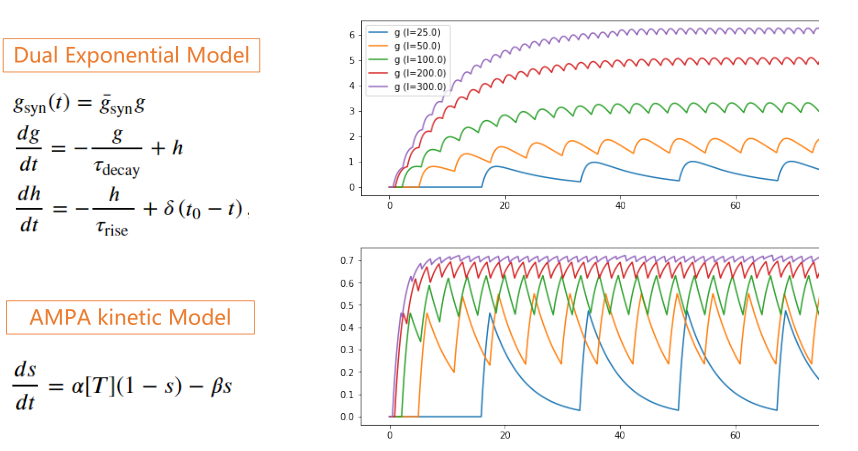 Dual Exponential Model
g_syn(t) = ḡ_syn g
dg/dt = − g/τ_decay + h
dh/dt = − h/τ_rise + δ (t_0 − t) .
AMPA kinetic Model
ds/dt = α[T](1 − s) − βs
6
5
4
3
2
1
0
g (I=25.0)
g (I=50.0)
g (I=100.0)
g (I=200.0)
g (I=300.0)
0 20 40 60
0.7
0.6
0.5
0.4
0.3
0.2
0.1
0.0
0 20 40 60